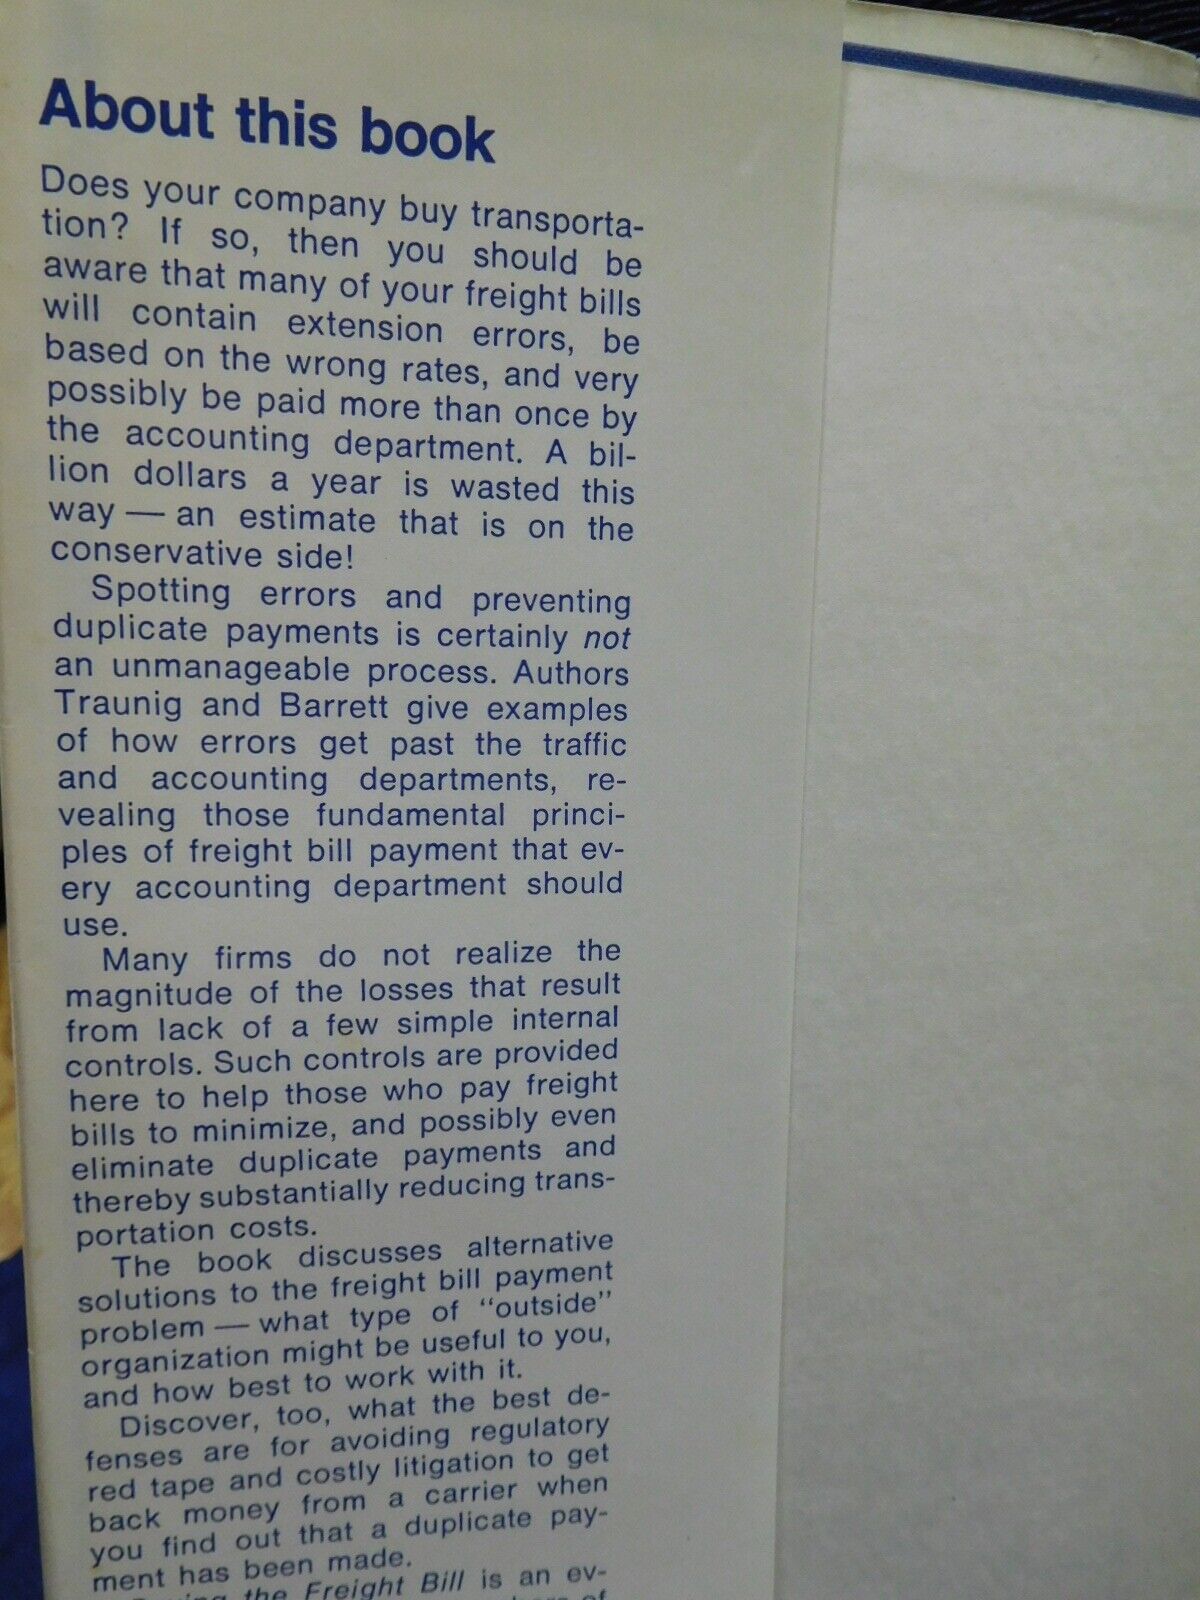 About this book
Does your company buy transporta-
tion? If so, then you should be
aware that many of your freight bills
will contain extension errors, be
based on the wrong rates, and very
possibly be paid more than once by
the accounting department. A bil-
lion dollars a year is wasted this
way — an estimate that is on the
conservative side!
Spotting errors and preventing
duplicate payments is certainly not
an unmanageable process. Authors
Traunig and Barrett give examples
of how errors get past the traffic
and accounting departments, re-
vealing those fundamental princi-
ples of freight bill payment that ev-
ery accounting department should
use.
Many firms do not realize the
magnitude of the losses that result
from lack of a few simple internal
controls. Such controls are provided
here to help those who pay freight
bills to minimize, and possibly even
eliminate duplicate payments and
thereby substantially reducing trans-
portation costs.
The book discusses alternative
solutions to the freight bill payment
problem — what type of “outside”
organization might be useful to you,
and how best to work with it.
Discover, too, what the best de-
fenses are for avoiding regulatory
red tape and costly litigation to get
back money from a carrier when
you find out that a duplicate pay-
ment has been made.
the Freight Bill is an ev-
of